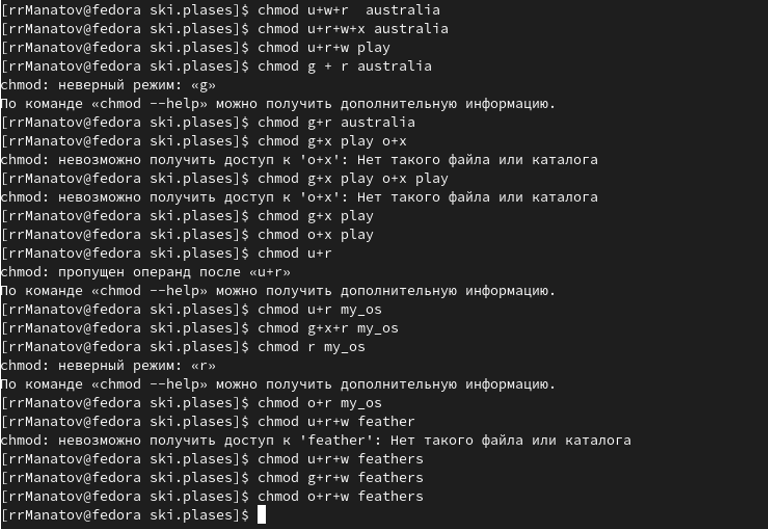 [rrManatov@fedora ski.plases]$ chmod u+w+r  australia
[rrManatov@fedora ski.plases]$ chmod u+r+w+x australia
[rrManatov@fedora ski.plases]$ chmod u+r+w play
[rrManatov@fedora ski.plases]$ chmod g + r australia
chmod: неверный режим: «g»
По команде «chmod --help» можно получить дополнительную информацию.
[rrManatov@fedora ski.plases]$ chmod g+r australia
[rrManatov@fedora ski.plases]$ chmod g+x play o+x
chmod: невозможно получить доступ к 'o+x': Нет такого файла или каталога
[rrManatov@fedora ski.plases]$ chmod g+x play o+x play
chmod: невозможно получить доступ к 'o+x': Нет такого файла или каталога
[rrManatov@fedora ski.plases]$ chmod g+x play
[rrManatov@fedora ski.plases]$ chmod o+x play
[rrManatov@fedora ski.plases]$ chmod u+r
chmod: пропущен операнд после «u+r»
По команде «chmod --help» можно получить дополнительную информацию.
[rrManatov@fedora ski.plases]$ chmod u+r my_os
[rrManatov@fedora ski.plases]$ chmod g+x+r my_os
[rrManatov@fedora ski.plases]$ chmod r my_os
chmod: неверный режим: «r»
По команде «chmod --help» можно получить дополнительную информацию.
[rrManatov@fedora ski.plases]$ chmod o+r my_os
[rrManatov@fedora ski.plases]$ chmod u+r+w feather
chmod: невозможно получить доступ к 'feather': Нет такого файла или каталога
[rrManatov@fedora ski.plases]$ chmod u+r+w feathers
[rrManatov@fedora ski.plases]$ chmod g+r+w feathers
[rrManatov@fedora ski.plases]$ chmod o+r+w feathers
[rrManatov@fedora ski.plases]$